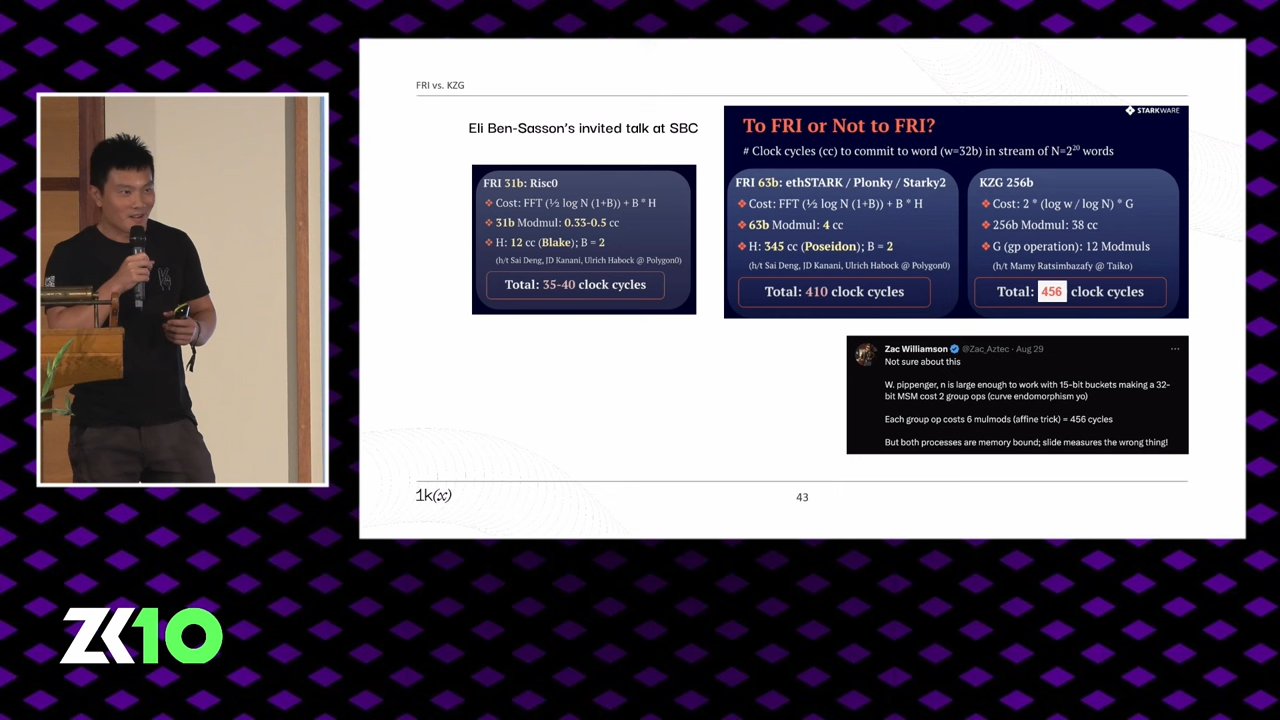 FRI vs. KZG
Eli Ben-Sasson's invited talk at SBC
FRI 31b: Risc0
❖ Cost: FFT (½ log N (1+B)) + B * H
❖ 31b Modmul: 0.33-0.5 cc
❖ H: 12 cc (Blake); B = 2
(h/t Sai Deng, JD Kanani, Ulrich Habock @ Polygon0)
Total: 35-40 clock cycles
STARKWARE
To FRI or Not to FRI?
# Clock cycles (cc) to commit to word (w=32b) in stream of N=2²⁰ words
FRI 63b: ethSTARK / Plonky / Starky2
❖ Cost: FFT (½ log N (1+B)) + B * H
❖ 63b Modmul: 4 cc
❖ H: 345 cc (Poseidon); B = 2
(h/t Sai Deng, JD Kanani, Ulrich Habock @ Polygon0)
Total: 410 clock cycles
KZG 256b
❖ Cost: 2 * (log w / log N) * G
❖ 256b Modmul: 38 cc
❖ G (gp operation): 12 Modmuls
(h/t Mamy Ratsimbazafy @ Taiko)
Total: 456 clock cycles
Zac Williamson @Zac_Aztec · Aug 29
Not sure about this
W. pippenger, n is large enough to work with 15-bit buckets making a 32-
bit MSM cost 2 group ops (curve endomorphism yo)
Each group op costs 6 mulmods (affine trick) = 456 cycles
But both processes are memory bound; slide measures the wrong thing!
1k(x)
43
ZK10